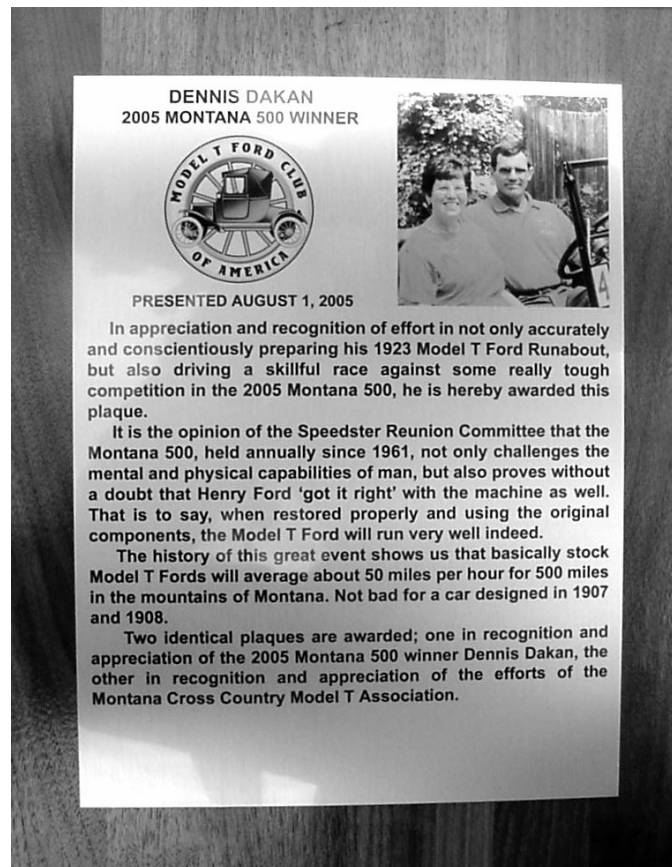 DENNIS DAKAN
2005 MONTANA 500 WINNER
MODEL T FORD CLUB
OF AMERICA
PRESENTED AUGUST 1, 2005
In appreciation and recognition of effort in not only accurately
and conscientiously preparing his 1923 Model T Ford Runabout,
but also driving a skillful race against some really tough
competition in the 2005 Montana 500, he is hereby awarded this
plaque.
It is the opinion of the Speedster Reunion Committee that the
Montana 500, held annually since 1961, not only challenges the
mental and physical capabilities of man, but also proves without
a doubt that Henry Ford ‘got it right’ with the machine as well.
That is to say, when restored properly and using the original
components, the Model T Ford will run very well indeed.
The history of this great event shows us that basically stock
Model T Fords will average about 50 miles per hour for 500 miles
in the mountains of Montana. Not bad for a car designed in 1907
and 1908.
Two identical plaques are awarded; one in recognition and
appreciation of the 2005 Montana 500 winner Dennis Dakan, the
other in recognition and appreciation of the efforts of the
Montana Cross Country Model T Association.
4